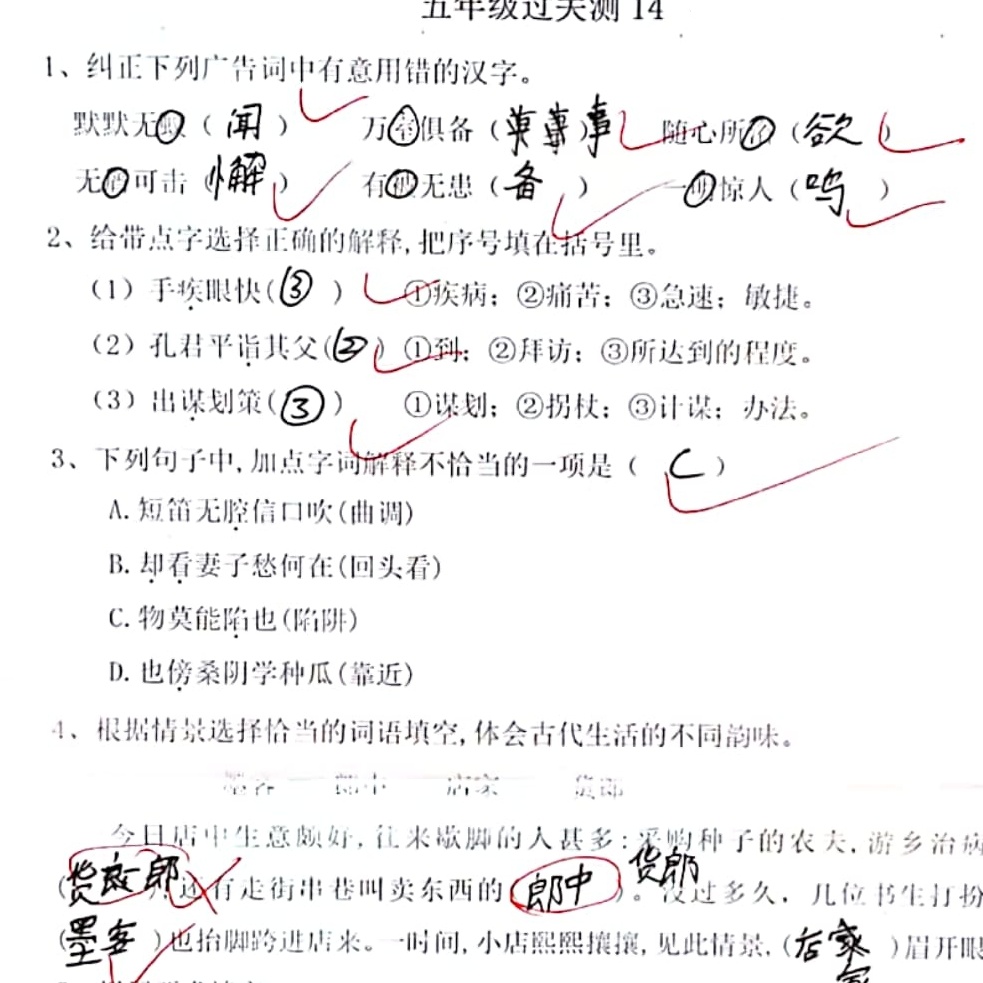 五年级过关测14
1、纠正下列广告词中有意用错的汉字。
默默无（闻） 万俱备（事） 随心所（欲）
无可击（懈） 有无患（备） 一惊人（鸣）
2、给带点字选择正确的解释,把序号填在括号里。
（1）手疾眼快(③) ①疾病；②痛苦；③急速；敏捷。
（2）孔君平诣其父(②) ①到；②拜访；③所达到的程度。
（3）出谋划策(③) ①谋划；②拐杖；③计谋；办法。
3、下列句子中,加点字词解释不恰当的一项是（C）
A.短笛无腔信口吹(曲调)
B.却看妻子愁何在(回头看)
C.物莫能陷也(陷阱)
D.也傍桑阴学种瓜(靠近)
4、根据情景选择恰当的词语填空,体会古代生活的不同韵味。
墨客 郎中 店家 货郎
今日店中生意颇好,往来歇脚的人甚多:采购种子的农夫,游乡治病
货郎
(货郎)还有走街串巷叫卖东西的(郎中)。没过多久，几位书生打扮
(墨客)也抬脚跨进店来。一时间,小店熙熙攘攘,见此情景,(店家)眉开眼